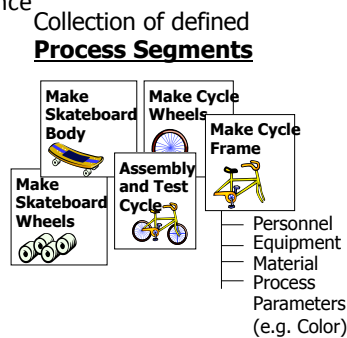 nce
Collection of defined
Process Segments
Make
Skateboard
Body
Make Cycle
Wheels
Make Cycle
Frame
Assembly
and Test
Cycle
Make
Skateboard
Wheels
Personnel
Equipment
Material
Process
Parameters
(e.g. Color)